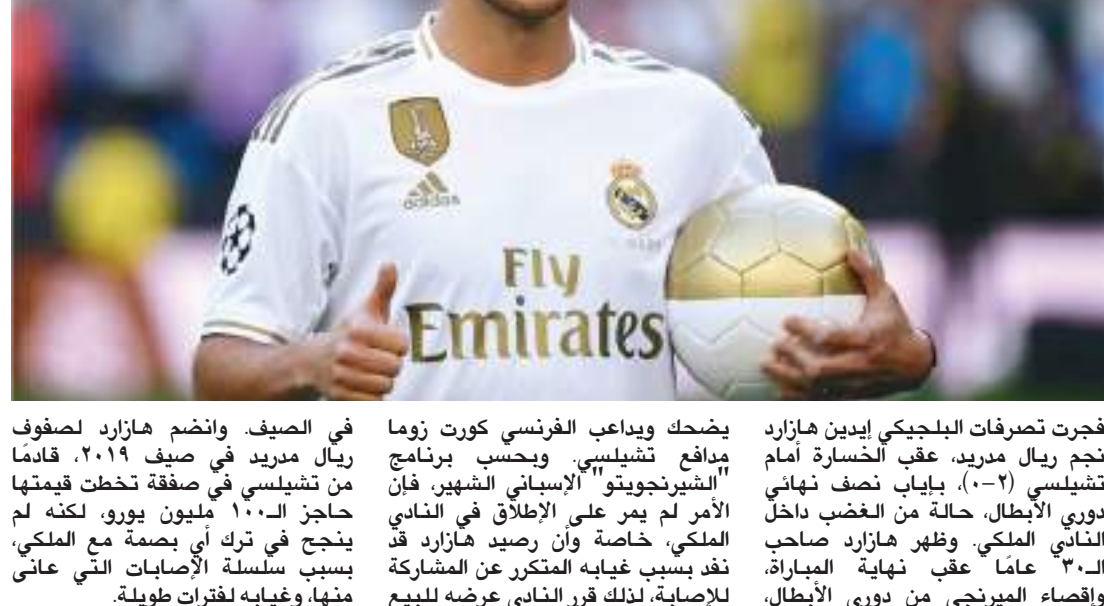 adidas
Fly
Emirates
فجرت تصرفات البلجيكي إيدين هازارد
نجم ريال مدريد، عقب الخسارة أمام
تشيلسي (٢-٠)، بإياب نصف نهائي
دوري الأبطال، حالة من الغضب داخل
النادي الملكي. وظهر هازارد صاحب
الـ٣٠ عامًا عقب نهاية المباراة،
وإقصاء الميرنجي من دوري الأبطال،
يضحك ويداعب الفرنسي كورت زوما
مدافع تشيلسي. وبحسب برنامج
"الشيرنجويتو" الإسباني الشهير، فإن
الأمر لم يمر على الإطلاق في النادي
الملكي، خاصة وأن رصيد هازارد قد
نفد بسبب غيابه المتكرر عن المشاركة
للإصابة، لذلك قرر النادي عرضه للبيع
في الصيف. وانضم هازارد لصفوف
ريال مدريد في صيف ٢٠١٩، قادمًا
من تشيلسي في صفقة تخطت قيمتها
حاجز الـ١٠٠ مليون يورو، لكنه لم
ينجح في ترك أي بصمة مع الملكي،
بسبب سلسلة الإصابات التي عانى
منها، وغيابه لفترات طويلة.